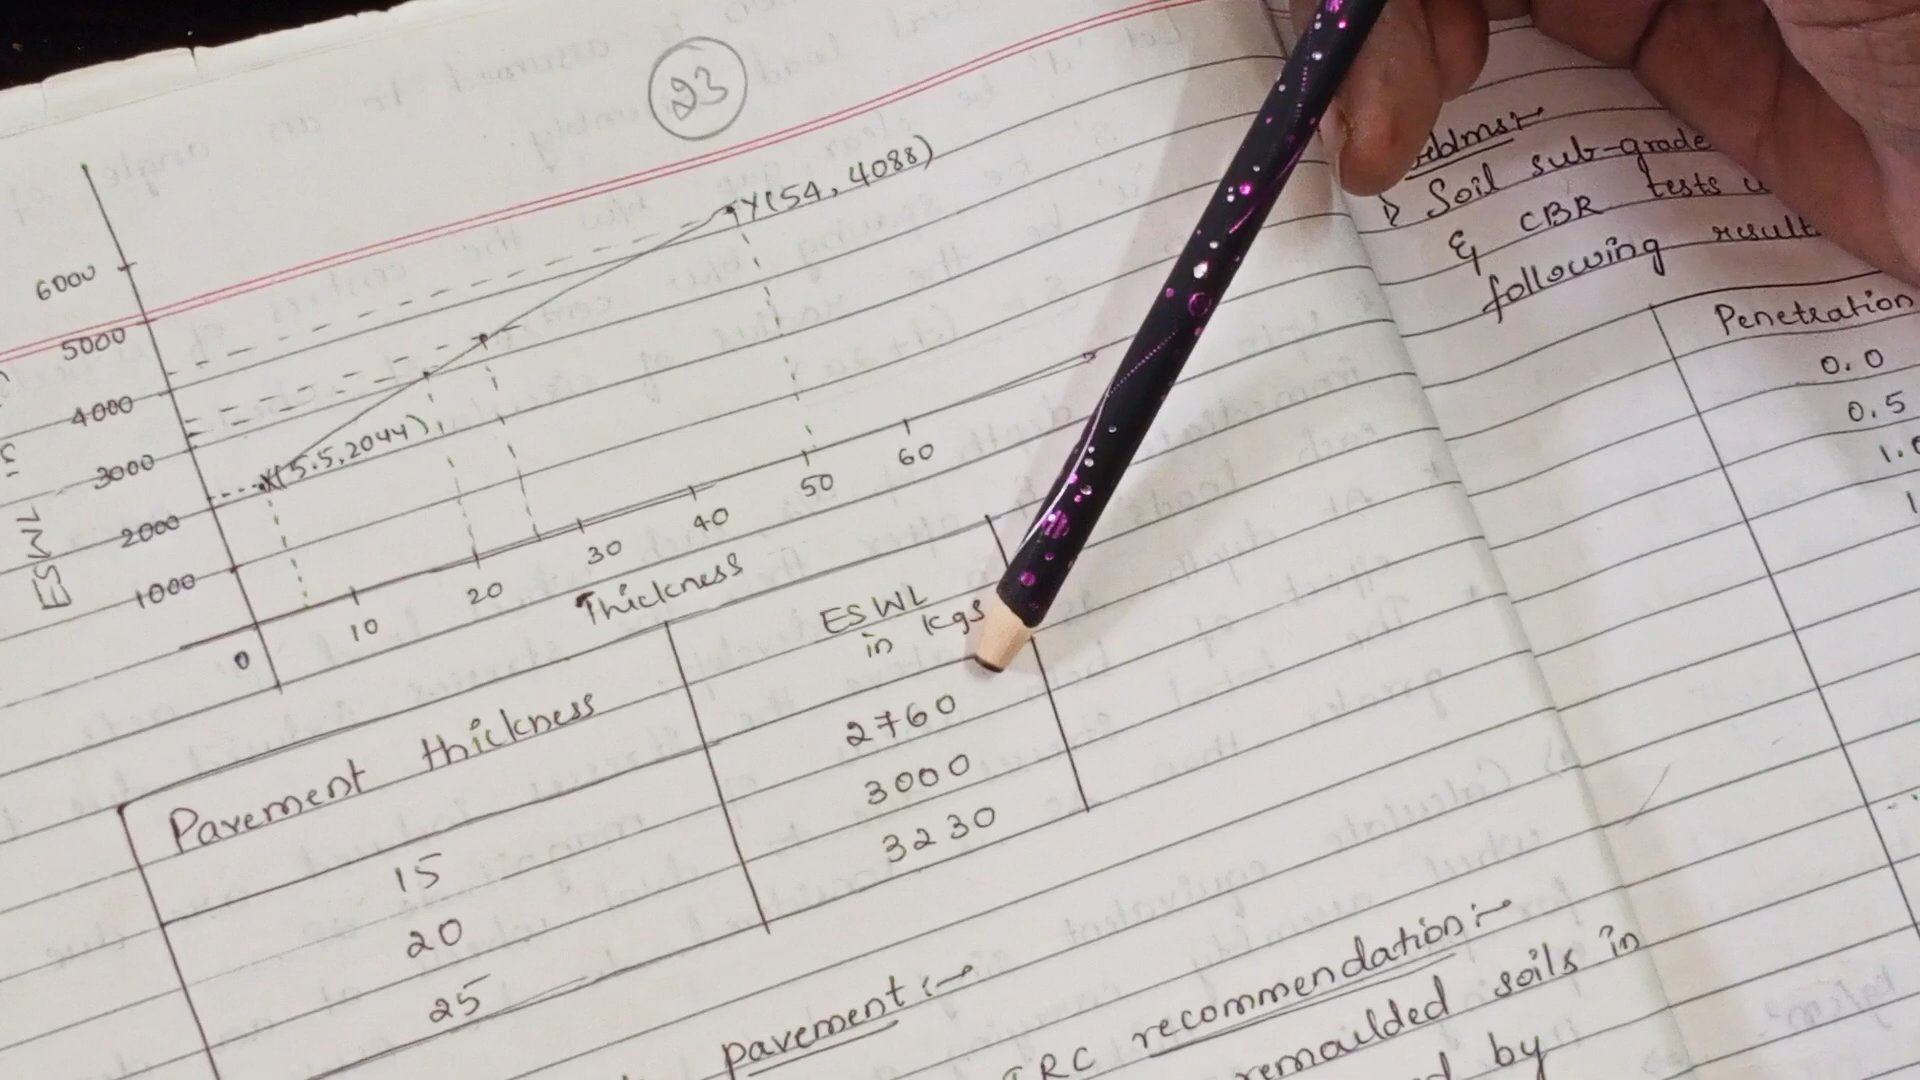 23
Y(54, 4088)
6000
5000
4000
3000
2000
1000
0
X(5.5, 2044)
10
20
30
40
50
60
ESWL
Thickness
Pavement thickness
ESWL
in kgs
15
2760
20
3000
25
3230
pavement :-
IRC recommendation :-
remoulded soils in
by
Soil sub-grade
& CBR tests
following result
Penetration
0.0
0.5